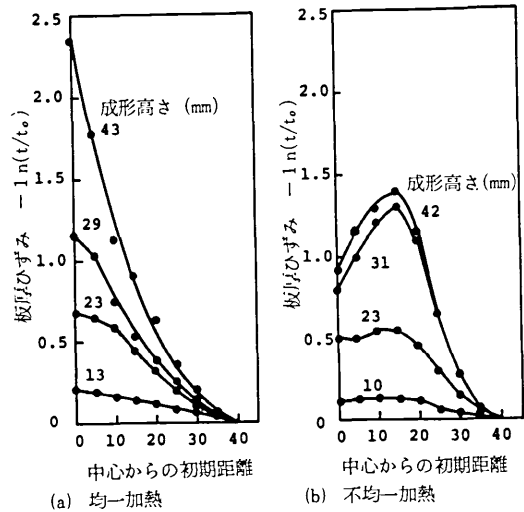 2.5
2.0
1.5
1.0
0.5
0
板厚ひずみ －ln(t/t₀)
成形高さ (mm)
43
29
23
13
0 10 20 30 40
中心からの初期距離
(a) 均一加熱
2.5
2.0
1.5
1.0
0.5
0
板厚ひずみ －ln(t/t₀)
成形高さ(mm)
42
31
23
10
0 10 20 30 40
中心からの初期距離
(b) 不均一加熱